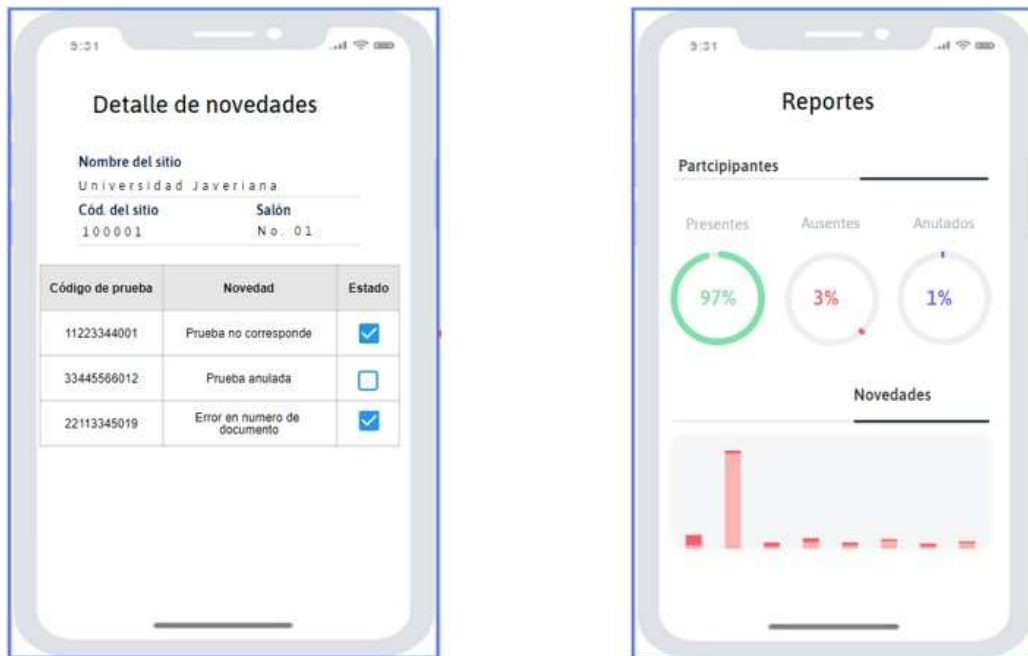 9:31
Detalle de novedades
Nombre del sitio
Universidad Javeriana
Cód. del sitio Salón
100001 No. 01
Código de prueba Novedad Estado
11223344001 Prueba no corresponde
33445566012 Prueba anulada
22113345019 Error en numero de
documento
9:31
Reportes
Partcipipantes
Presentes Ausentes Anulados
97% 3% 1%
Novedades